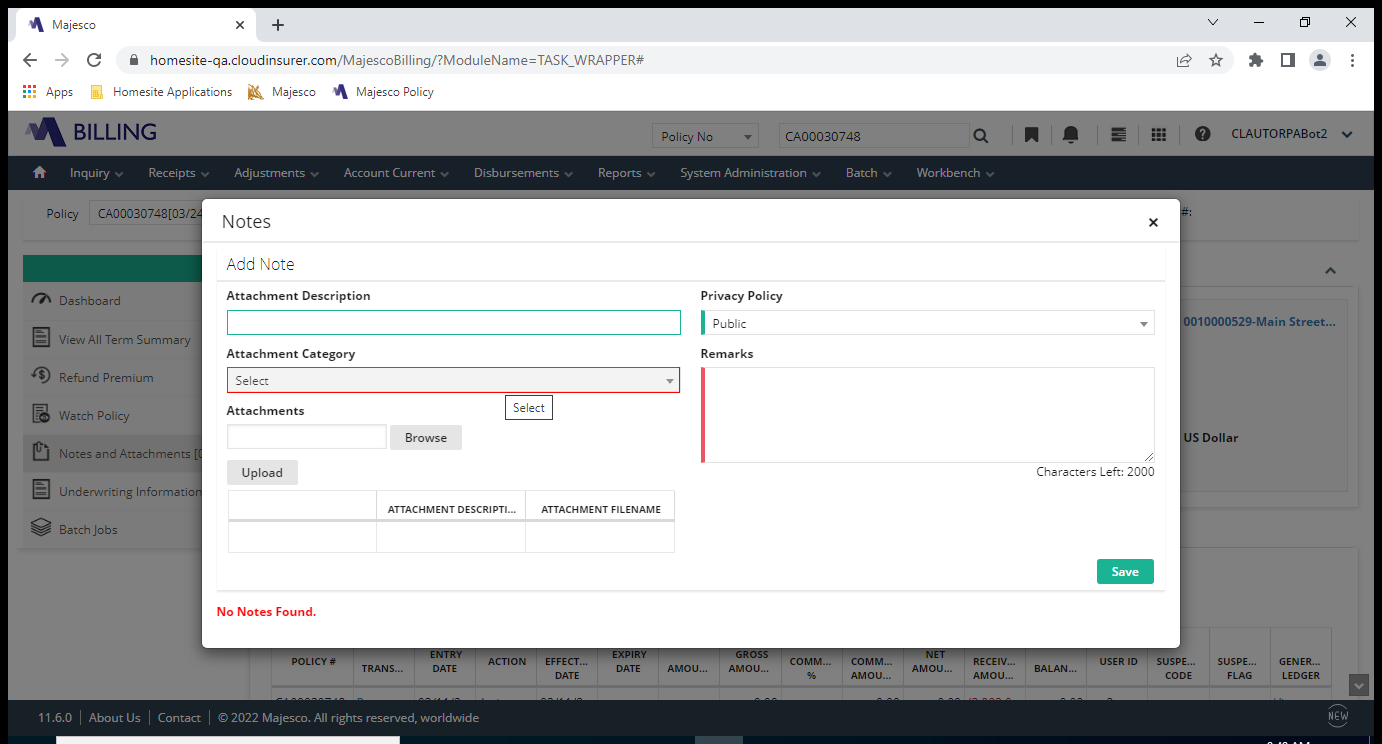 Majesco
homesite-qa.cloudinsurer.com/MajescoBilling/?ModuleName=TASK_WRAPPER#
Apps Homesite Applications Majesco Majesco Policy
BILLING Policy No CA00030748 CLAUTORPABot2
Inquiry Receipts Adjustments Account Current Disbursements Reports System Administration Batch Workbench
Policy CA00030748[03/24 #:
Notes
Add Note
Attachment Description Privacy Policy
Public
Attachment Category Remarks
Select
Select
Attachments
Browse
Upload
Characters Left: 2000
ATTACHMENT DESCRIPTI... ATTACHMENT FILENAME
Save
No Notes Found.
Dashboard
View All Term Summary
Refund Premium
Watch Policy
Notes and Attachments [0
Underwriting Information
Batch Jobs
0010000529-Main Street...
US Dollar
POLICY # TRANS... ENTRY DATE ACTION EFFECT... DATE EXPIRY DATE AMOU... GROSS AMOU... COMM... % COMM... AMOU... NET AMOU... RECEIV... AMOU... BALAN... USER ID SUSPE... CODE SUSPE... FLAG GENER... LEDGER
11.6.0 About Us Contact © 2022 Majesco. All rights reserved, worldwide NEW